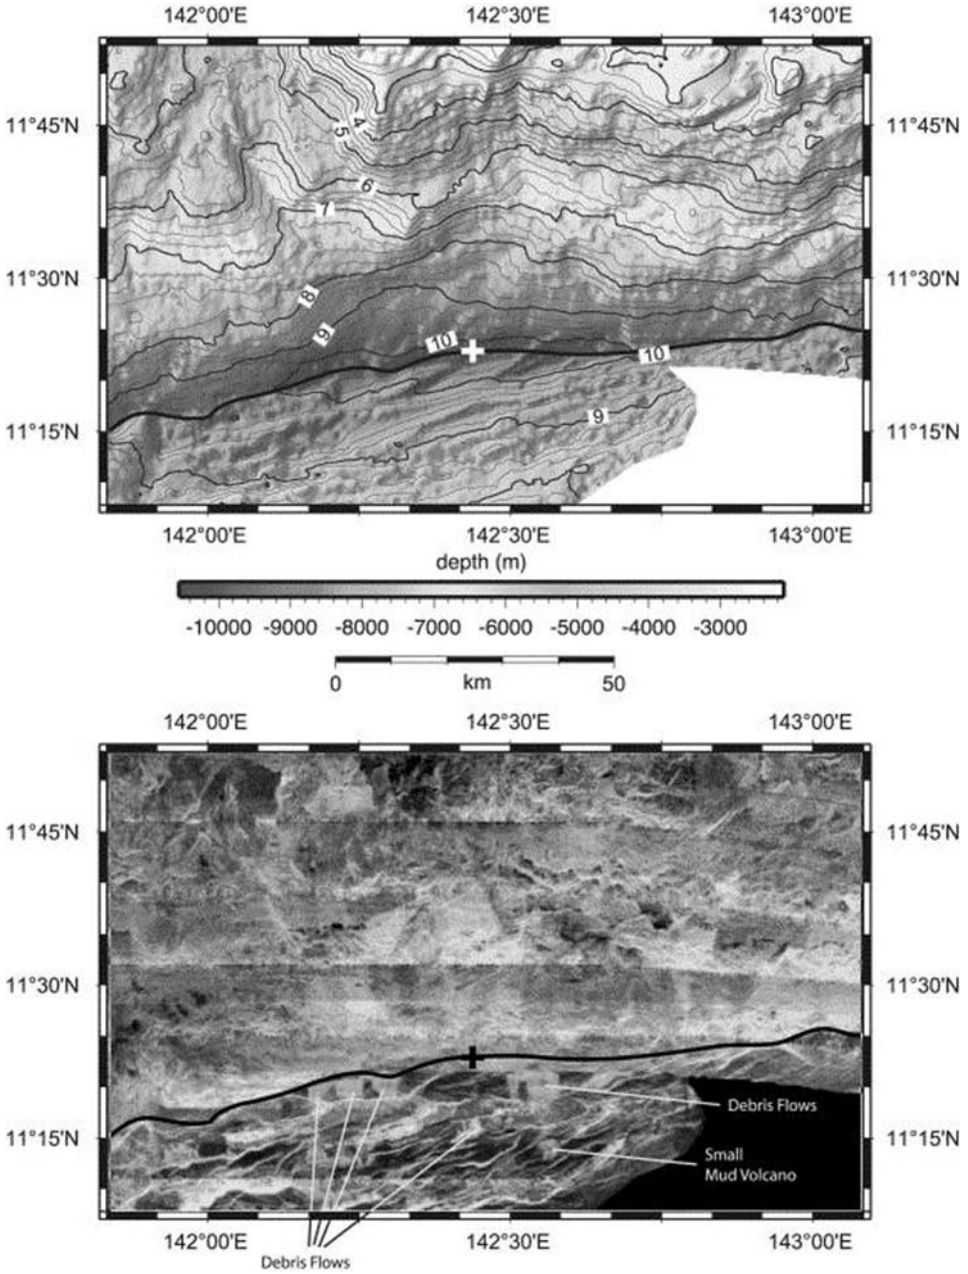 142°00'E 142°30'E 143°00'E
11°45'N 11°45'N
4
5
6
7
11°30'N 11°30'N
8
9
10
10
9
11°15'N 11°15'N
142°00'E 142°30'E 143°00'E
depth (m)
-10000 -9000 -8000 -7000 -6000 -5000 -4000 -3000
0 km 50
142°00'E 142°30'E 143°00'E
11°45'N 11°45'N
11°30'N 11°30'N
Debris Flows
11°15'N 11°15'N
Small
Mud Volcano
142°00'E 142°30'E 143°00'E
Debris Flows